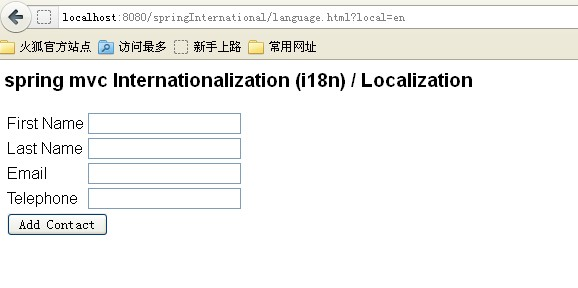 localhost:8080/springInternational/language.html?local=en
火狐官方站点 访问最多 新手上路 常用网址
spring mvc Internationalization (i18n) / Localization
First Name
Last Name
Email
Telephone
Add Contact